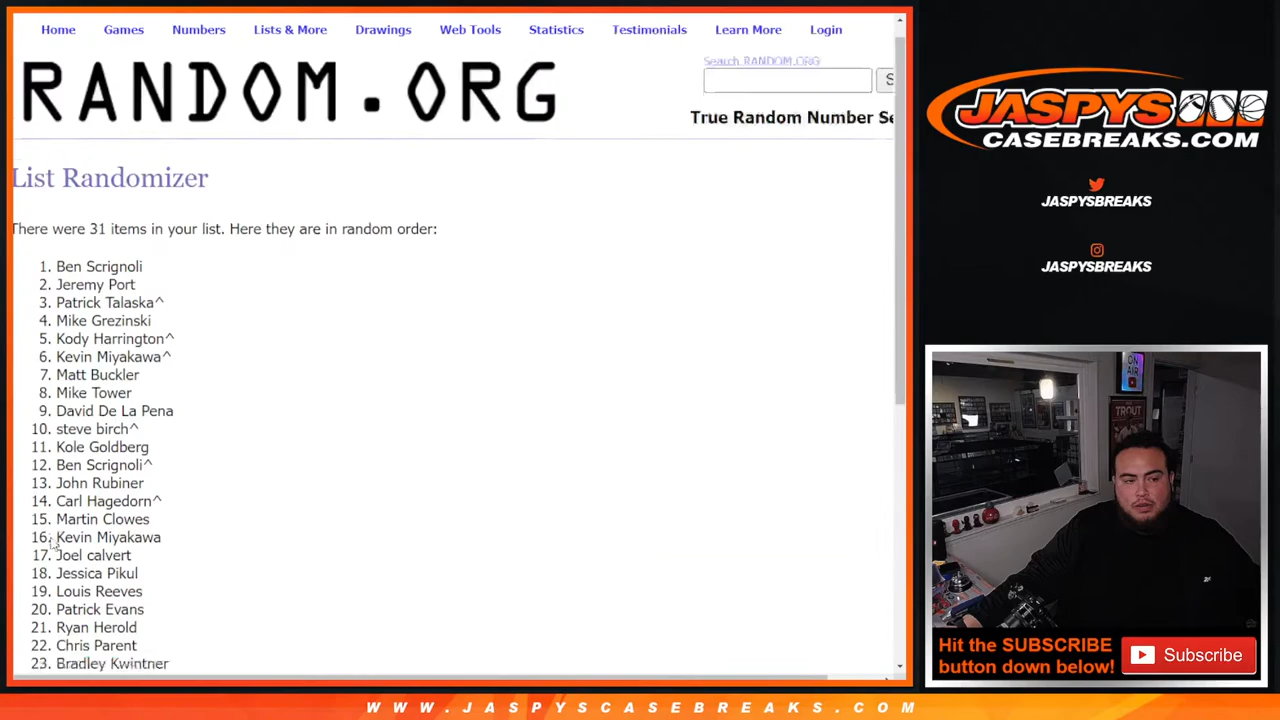 Home Games Numbers Lists & More Drawings Web Tools Statistics Testimonials Learn More Login
RANDOM.ORG
Search RANDOM.ORG
S
True Random Number Se
List Randomizer
There were 31 items in your list. Here they are in random order:
1. Ben Scrignoli
2. Jeremy Port
3. Patrick Talaska^
4. Mike Grezinski
5. Kody Harrington^
6. Kevin Miyakawa^
7. Matt Buckler
8. Mike Tower
9. David De La Pena
10. steve birch^
11. Kole Goldberg
12. Ben Scrignoli^
13. John Rubiner
14. Carl Hagedorn^
15. Martin Clowes
16. Kevin Miyakawa
17. Joel calvert
18. Jessica Pikul
19. Louis Reeves
20. Patrick Evans
21. Ryan Herold
22. Chris Parent
23. Bradley Kwintner
JASPYS
CASEBREAKS.COM
JASPYSBREAKS
JASPYSBREAKS
ON
AIR
TROUT
Hit the SUBSCRIBE
button down below!
Subscribe
WWW.JASPYSCASEBREAKS.COM